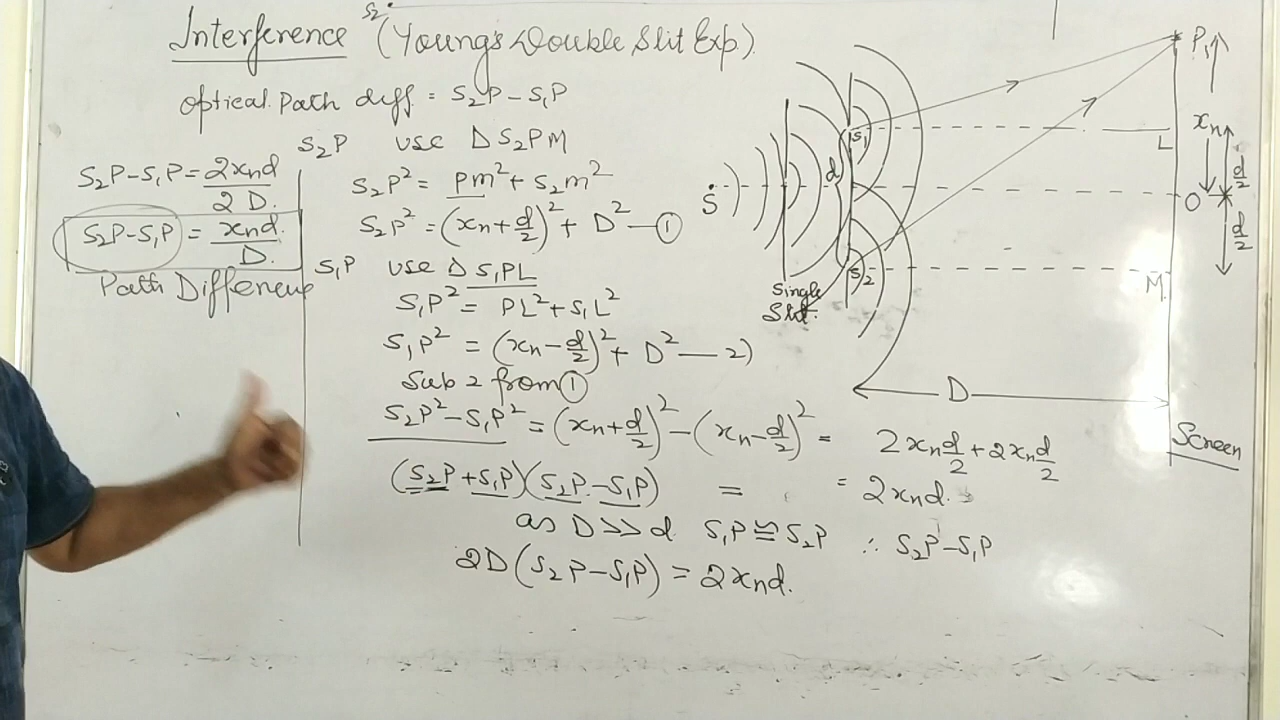 S₂
Interference (Youngs Double Slit Exp).
Optical Path diff = S₂P - S₁P
S₂P use Δ S₂PM
S₂P² = Pm² + S₂m²
S₂P² = (xn + d/2)² + D² — ①
S₁P use Δ S₁PL
S₁P² = PL² + S₁L²
S₁P² = (xn - d/2)² + D² — 2)
Sub 2 from ①
S₂P² - S₁P² = (xn + d/2)² - (xn - d/2)² = 2xn d/2 + 2xn d/2
(S₂P + S₁P)(S₂P - S₁P) = = 2xnd.
as D >> d S₁P ≅ S₂P ∴ S₂P - S₁P
2D (S₂P - S₁P) = 2xnd.
S₂P - S₁P = 2xnd / 2D.
S₂P - S₁P = xnd. / D.
Path Difference
S
Single
Slit.
d
S₁
S₂
P₁
xn
L
d/2
O
d/2
M.
D
Screen